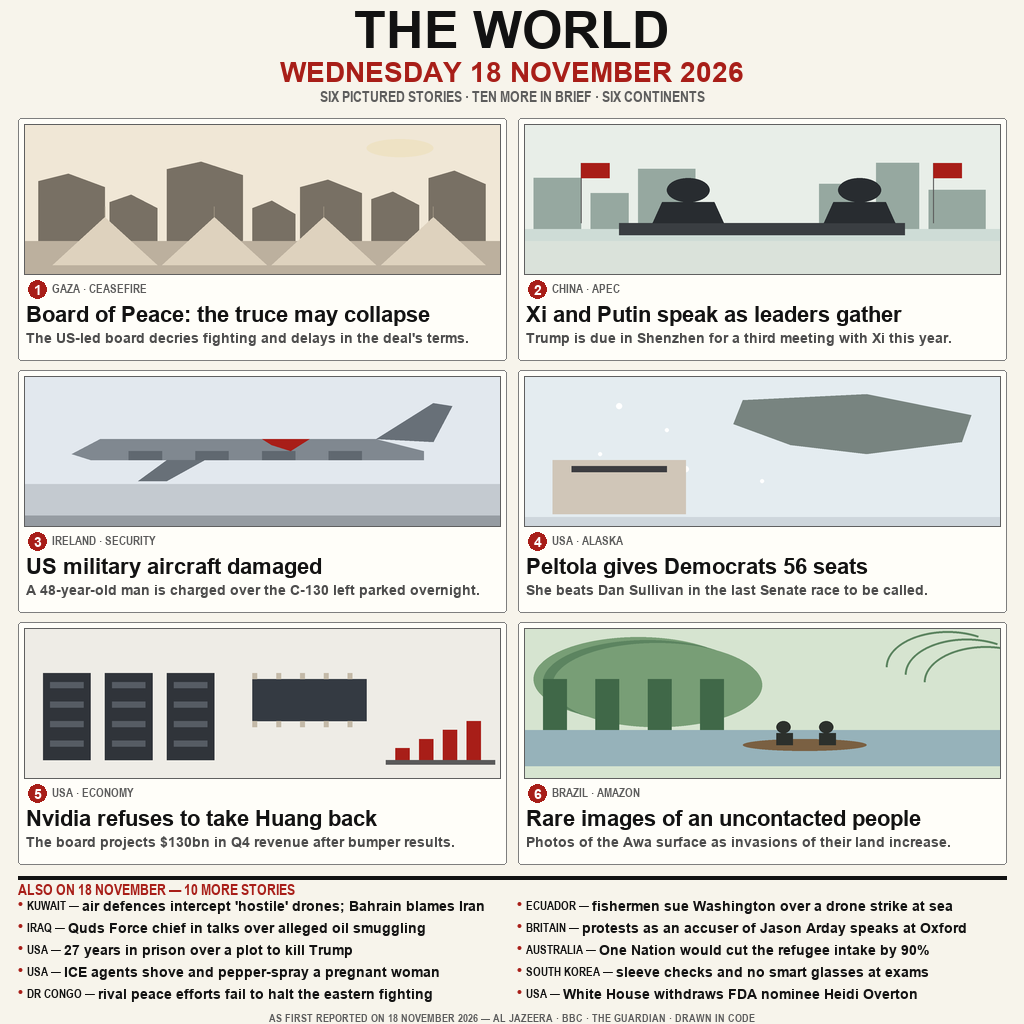 THE WORLD
WEDNESDAY 18 NOVEMBER 2026
SIX PICTURED STORIES · TEN MORE IN BRIEF · SIX CONTINENTS
1 GAZA · CEASEFIRE
Board of Peace: the truce may collapse
The US-led board decries fighting and delays in the deal's terms.
2 CHINA · APEC
Xi and Putin speak as leaders gather
Trump is due in Shenzhen for a third meeting with Xi this year.
3 IRELAND · SECURITY
US military aircraft damaged
A 48-year-old man is charged over the C-130 left parked overnight.
4 USA · ALASKA
Peltola gives Democrats 56 seats
She beats Dan Sullivan in the last Senate race to be called.
5 USA · ECONOMY
Nvidia refuses to take Huang back
The board projects $130bn in Q4 revenue after bumper results.
6 BRAZIL · AMAZON
Rare images of an uncontacted people
Photos of the Awa surface as invasions of their land increase.
ALSO ON 18 NOVEMBER — 10 MORE STORIES
• KUWAIT — air defences intercept 'hostile' drones; Bahrain blames Iran
• IRAQ — Quds Force chief in talks over alleged oil smuggling
• USA — 27 years in prison over a plot to kill Trump
• USA — ICE agents shove and pepper-spray a pregnant woman
• DR CONGO — rival peace efforts fail to halt the eastern fighting
• ECUADOR — fishermen sue Washington over a drone strike at sea
• BRITAIN — protests as an accuser of Jason Arday speaks at Oxford
• AUSTRALIA — One Nation would cut the refugee intake by 90%
• SOUTH KOREA — sleeve checks and no smart glasses at exams
• USA — White House withdraws FDA nominee Heidi Overton
AS FIRST REPORTED ON 18 NOVEMBER 2026 — AL JAZEERA · BBC · THE GUARDIAN · DRAWN IN CODE